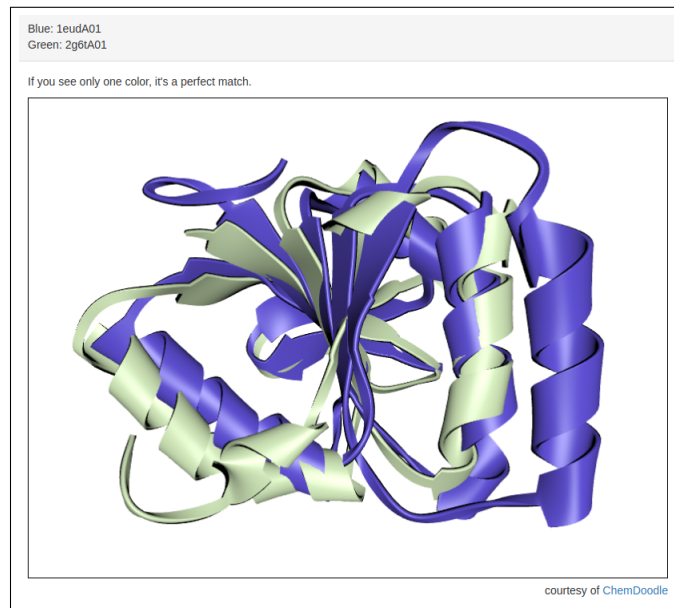 Blue: 1eudA01
Green: 2g6tA01
If you see only one color, it's a perfect match.
courtesy of ChemDoodle